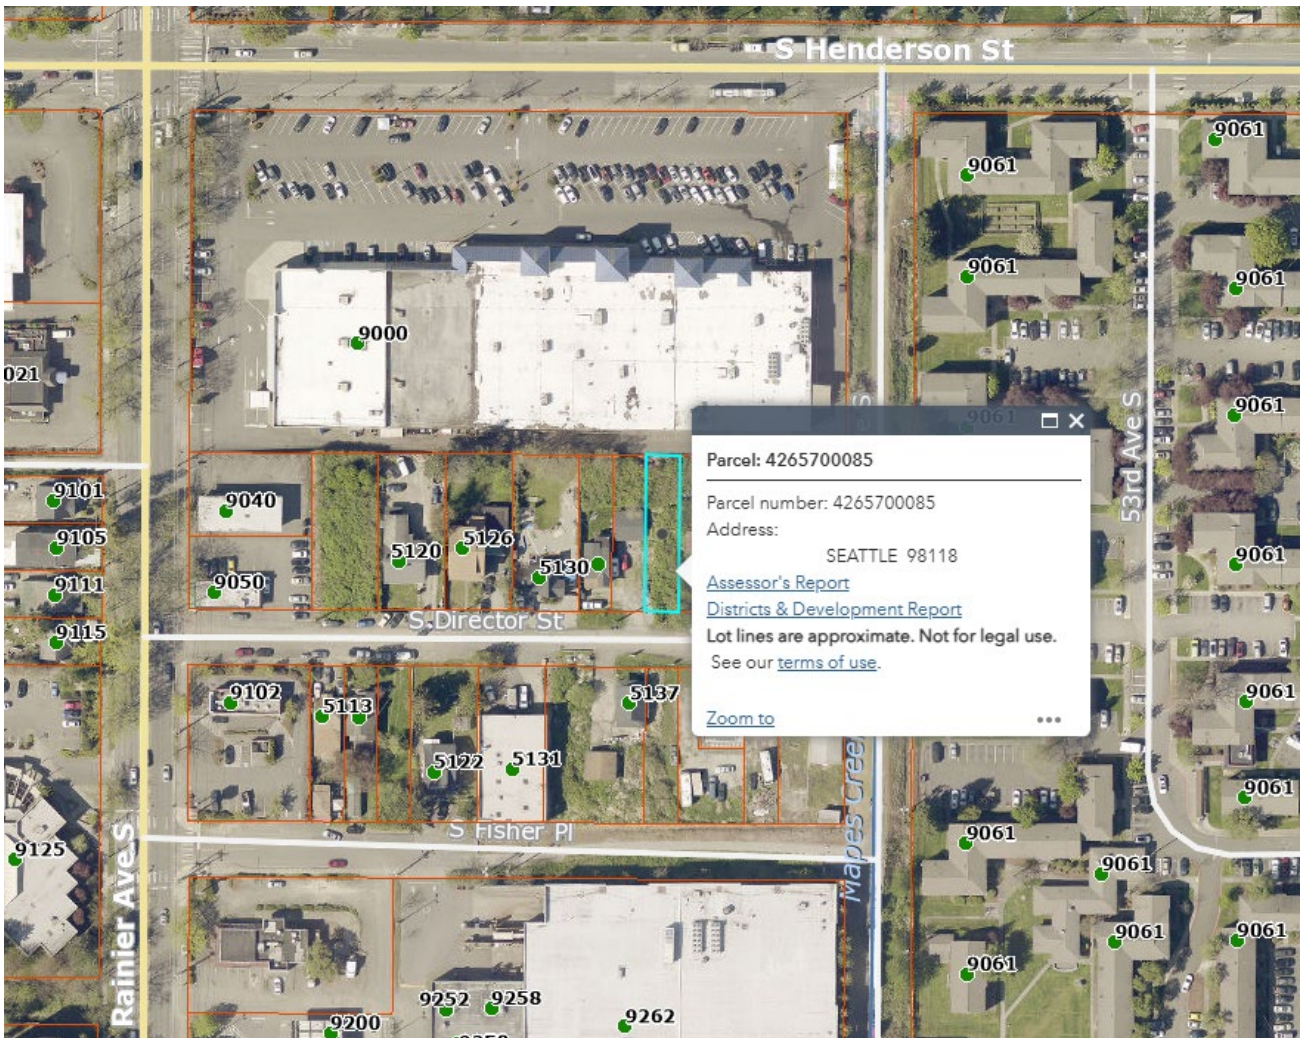 S Henderson St
9061
9061
9061
9061
9000
021
9061
9061
53rd Ave S
e S
Parcel: 4265700085
Parcel number: 4265700085
Address:
SEATTLE 98118
Assessor's Report
Districts & Development Report
Lot lines are approximate. Not for legal use.
See our terms of use.
Zoom to
9101
9040
9105
5120
5126
9061
9111
9050
5130
S Director St
9115
9102
5113
5137
9061
5122
5131
9061
S Fisher Pl
Rainier Ave S
9125
Mapes Creek
9061
9061
9061
9061
9061
9252
9258
9200
9262